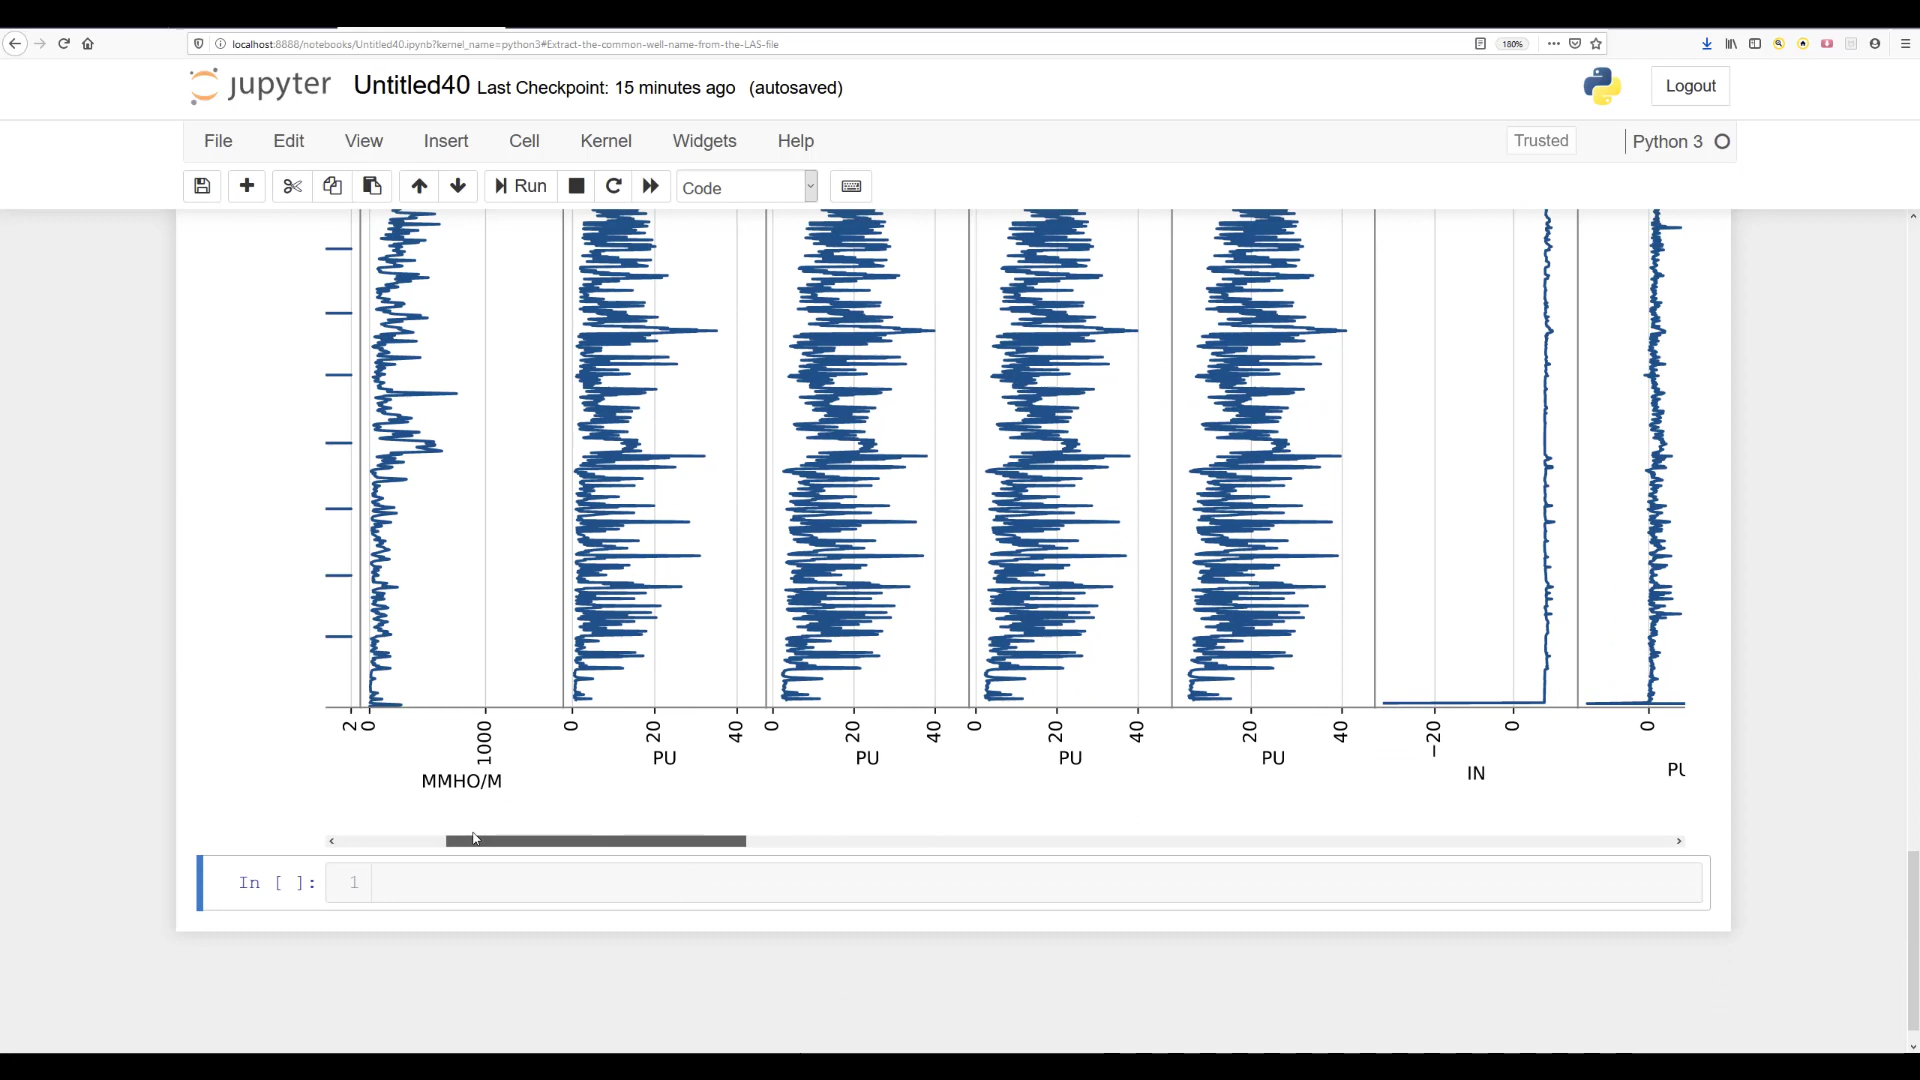 localhost:8888/notebooks/Untitled40.ipynb?kernel_name=python3#Extract-the-common-well-name-from-the-LAS-file
180%
jupyter Untitled40 Last Checkpoint: 15 minutes ago (autosaved)
Logout
File Edit View Insert Cell Kernel Widgets Help
Trusted Python 3
Run Code
2 0 1000 0 20 40 0 20 40 0 20 40 20 40 −20 0 0
MMHO/M PU PU PU PU IN PU
In [ ]: 1